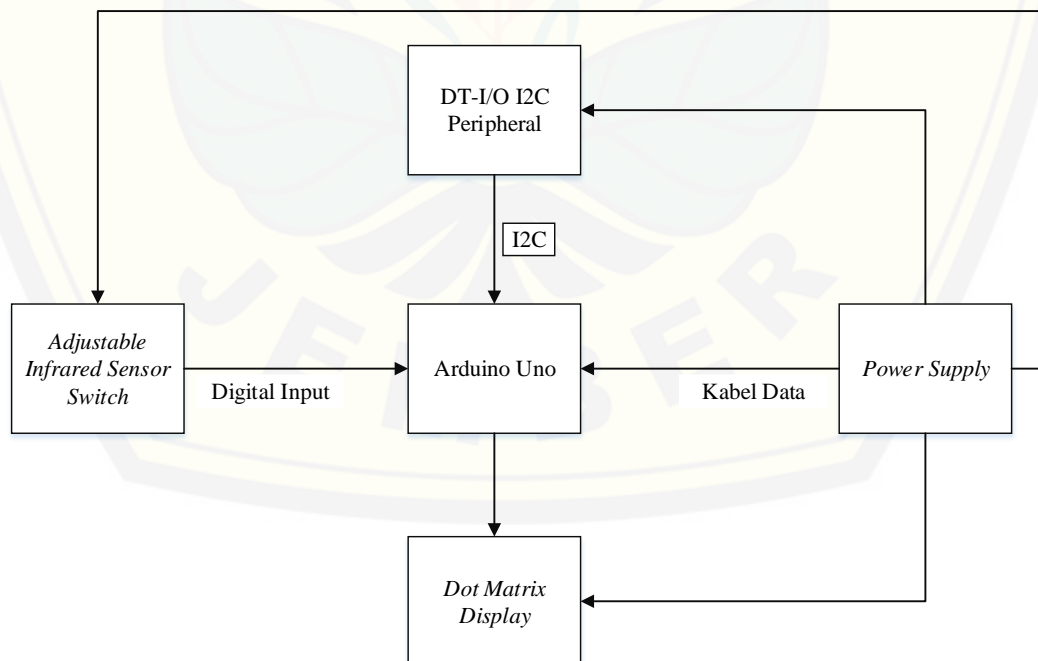 DT-I/O I2C
Peripheral
I2C
Adjustable
Infrared Sensor
Switch
Digital Input
Arduino Uno
Kabel Data
Power Supply
Dot Matrix
Display
JEMBER